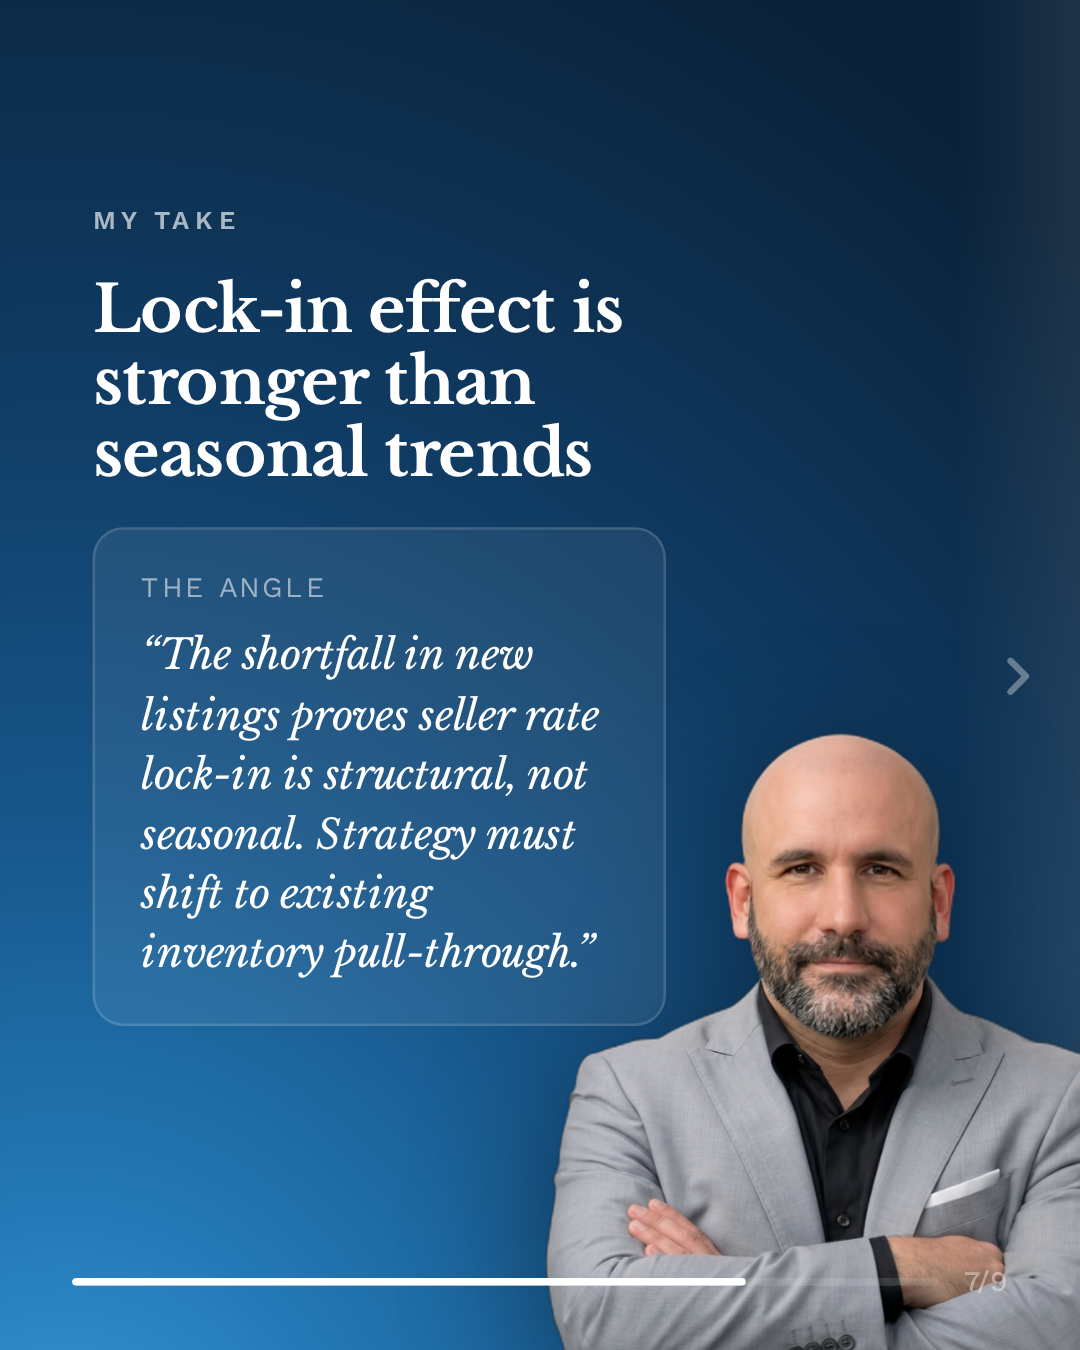 MY TAKE
Lock-in effect is
stronger than
seasonal trends
THE ANGLE
“The shortfall in new
listings proves seller rate
lock-in is structural, not
seasonal. Strategy must
shift to existing
inventory pull-through.”
7/9